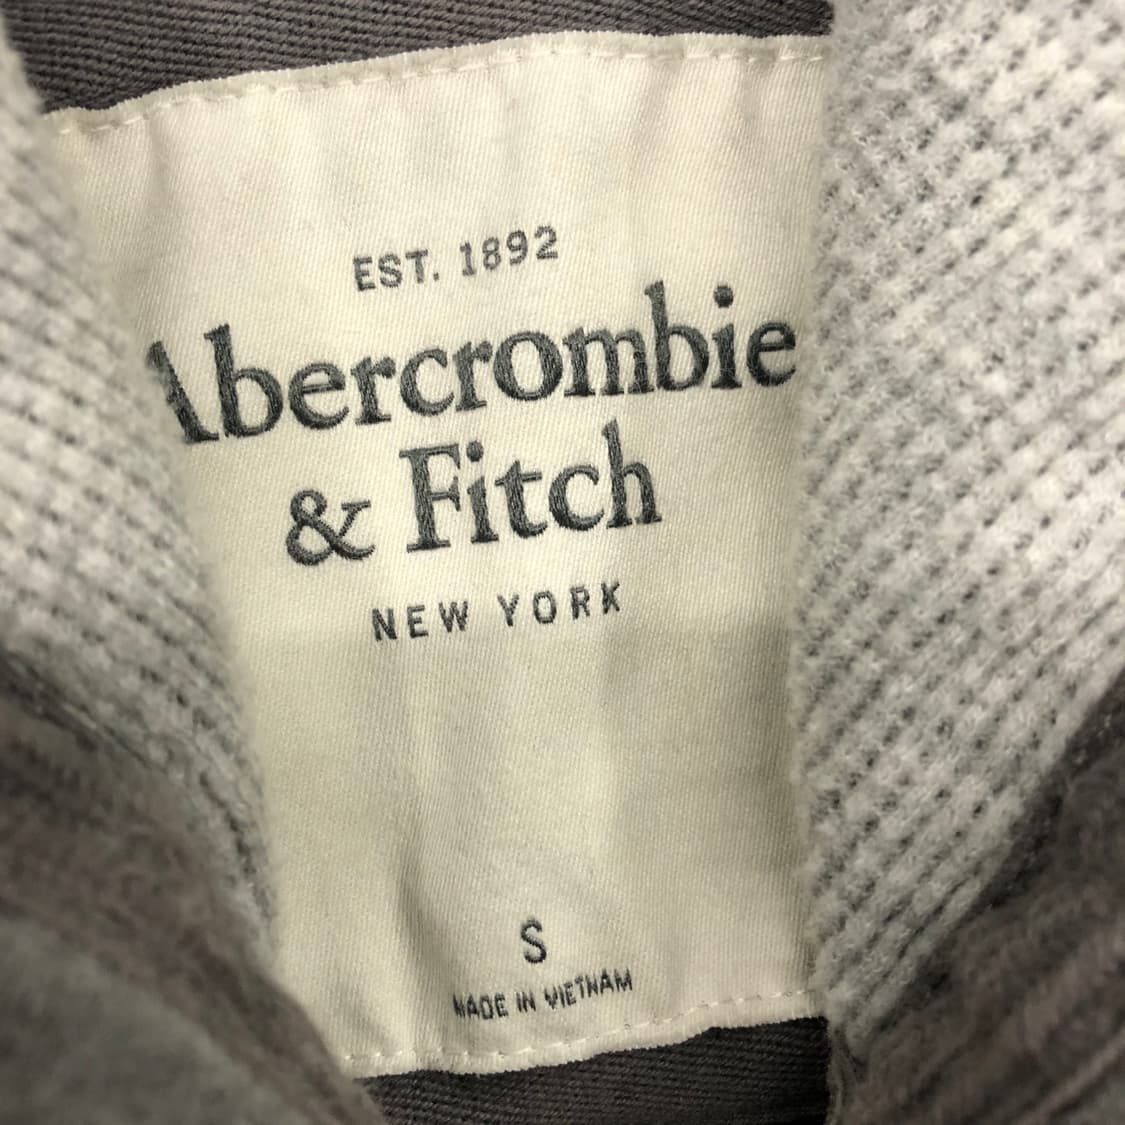 EST. 1892
Abercrombie
& Fitch
NEW YORK
S
MADE IN VIETNAM